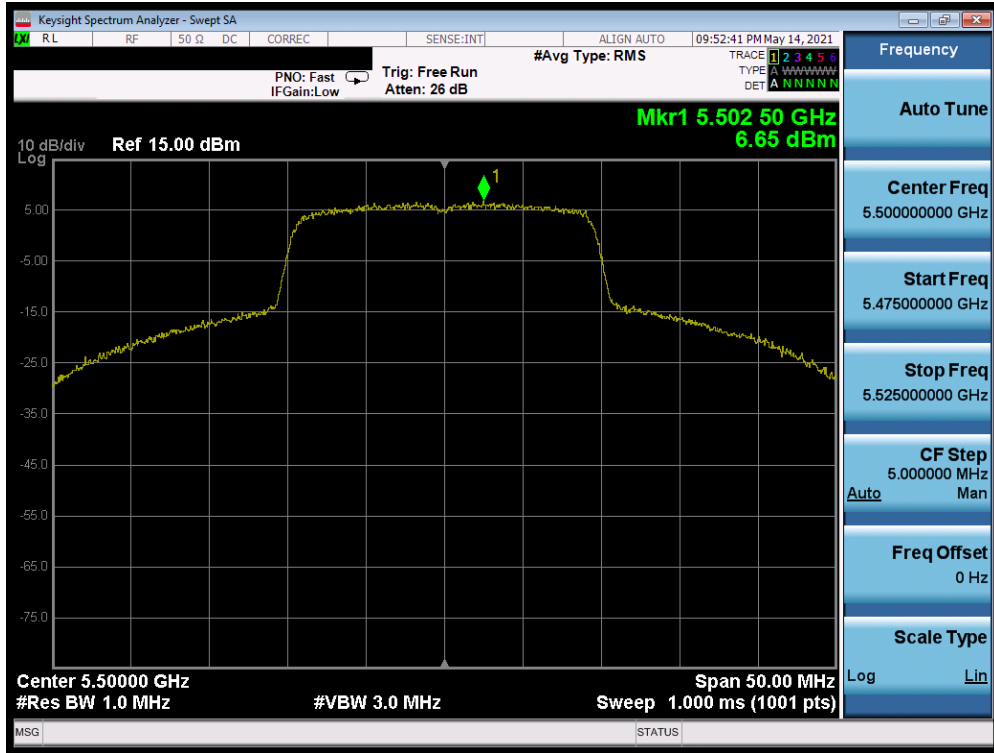 Keysight Spectrum Analyzer - Swept SA
LXI RL RF 50 Ω DC CORREC SENSE:INT ALIGN AUTO 09:52:41 PM May 14, 2021
PNO: Fast
IFGain:Low
Trig: Free Run
Atten: 26 dB
#Avg Type: RMS
TRACE 1 2 3 4 5 6
TYPE A WWWWW
DET A N N N N N
Mkr1 5.502 50 GHz
6.65 dBm
10 dB/div Ref 15.00 dBm
Log
1
5.00
-5.00
-15.0
-25.0
-35.0
-45.0
-55.0
-65.0
-75.0
Center 5.50000 GHz Span 50.00 MHz
#Res BW 1.0 MHz #VBW 3.0 MHz Sweep 1.000 ms (1001 pts)
MSG STATUS
Frequency
Auto Tune
Center Freq
5.500000000 GHz
Start Freq
5.475000000 GHz
Stop Freq
5.525000000 GHz
CF Step
5.000000 MHz
Auto Man
Freq Offset
0 Hz
Scale Type
Log Lin